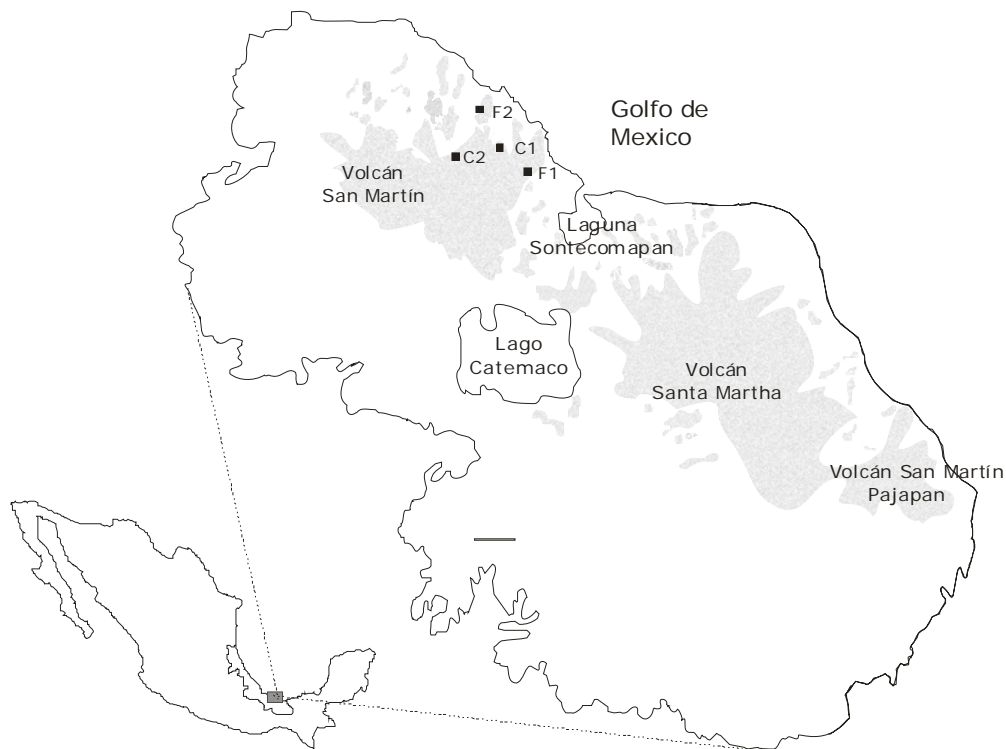 Golfo de
Mexico
F2
C1
C2
F1
Volcán
San Martín
Laguna
Sontecomapan
Lago
Catemaco
Volcán
Santa Martha
Volcán San Martín
Pajapan